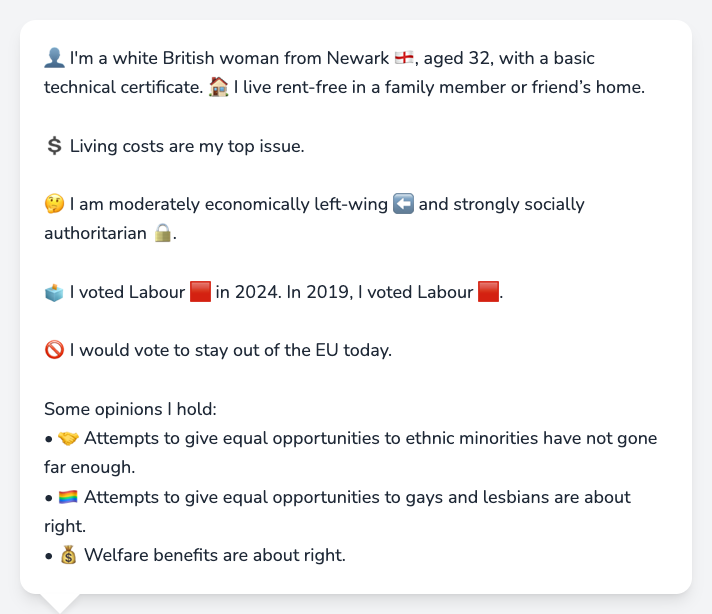 👤 I'm a white British woman from Newark 🏴󠁧󠁢󠁥󠁮󠁧󠁿, aged 32, with a basic
technical certificate. 🏠 I live rent-free in a family member or friend’s home.
💲 Living costs are my top issue.
🤔 I am moderately economically left-wing ⬅️ and strongly socially
authoritarian 🔒.
🗳️ I voted Labour 🟥 in 2024. In 2019, I voted Labour 🟥.
🚫 I would vote to stay out of the EU today.
Some opinions I hold:
• 🤝 Attempts to give equal opportunities to ethnic minorities have not gone
far enough.
• 🏳️‍🌈 Attempts to give equal opportunities to gays and lesbians are about
right.
• 💰 Welfare benefits are about right.